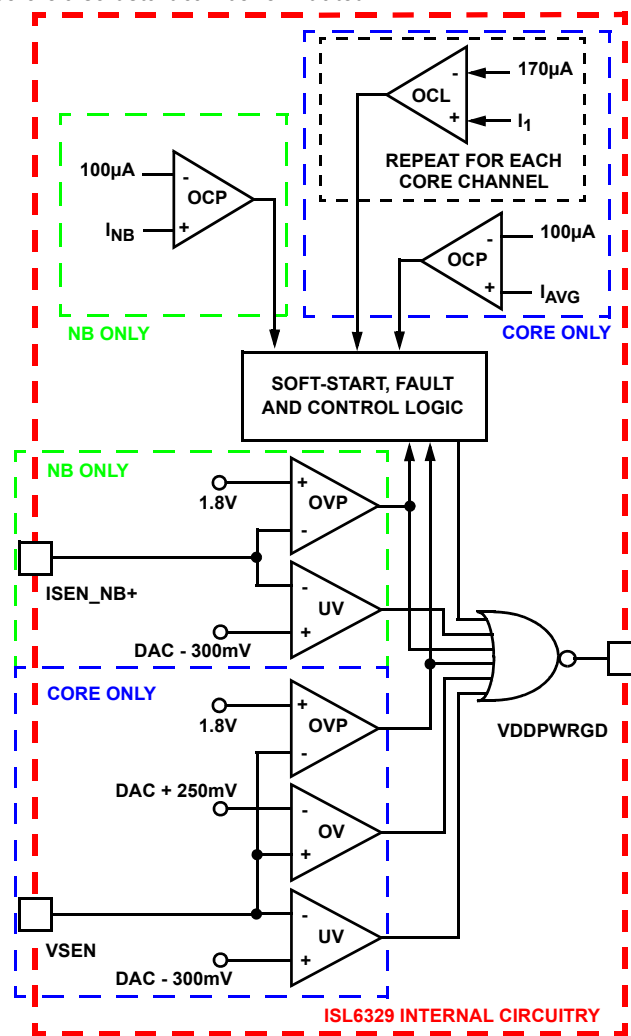 170µA
-
OCL
+
I1
REPEAT FOR EACH
CORE CHANNEL
100µA
-
OCP
+
INB
NB ONLY
-
100µA
OCP
+
IAVG
CORE ONLY
SOFT-START, FAULT
AND CONTROL LOGIC
NB ONLY
+
1.8V
OVP
-
ISEN_NB+
-
UV
+
DAC - 300mV
CORE ONLY
+
1.8V
OVP
-
VDDPWRGD
DAC + 250mV
-
OV
+
VSEN
-
UV
+
DAC - 300mV
ISL6329 INTERNAL CIRCUITRY